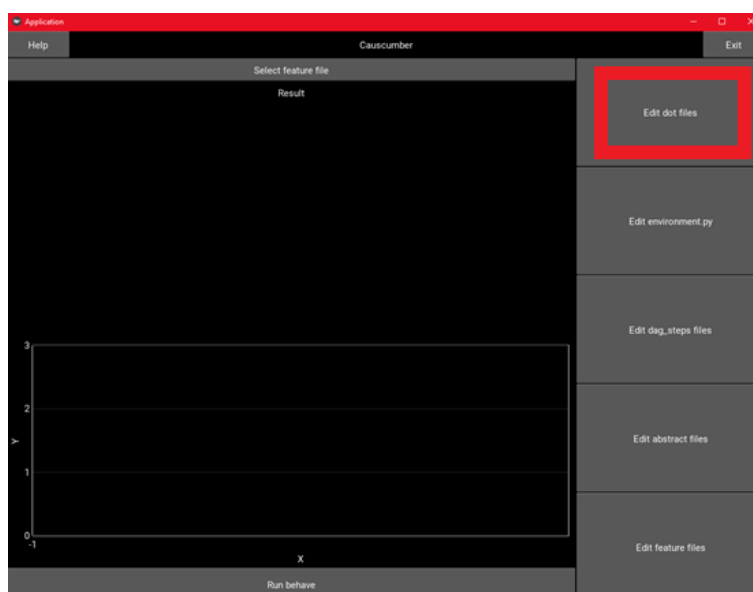 Application
Help
Causcumber
Exit
Select feature file
Result
Edit dot files
Edit environment.py
Edit dag_steps files
Edit abstract files
Edit feature files
3
2
Y
1
0
-1
X
Run behave